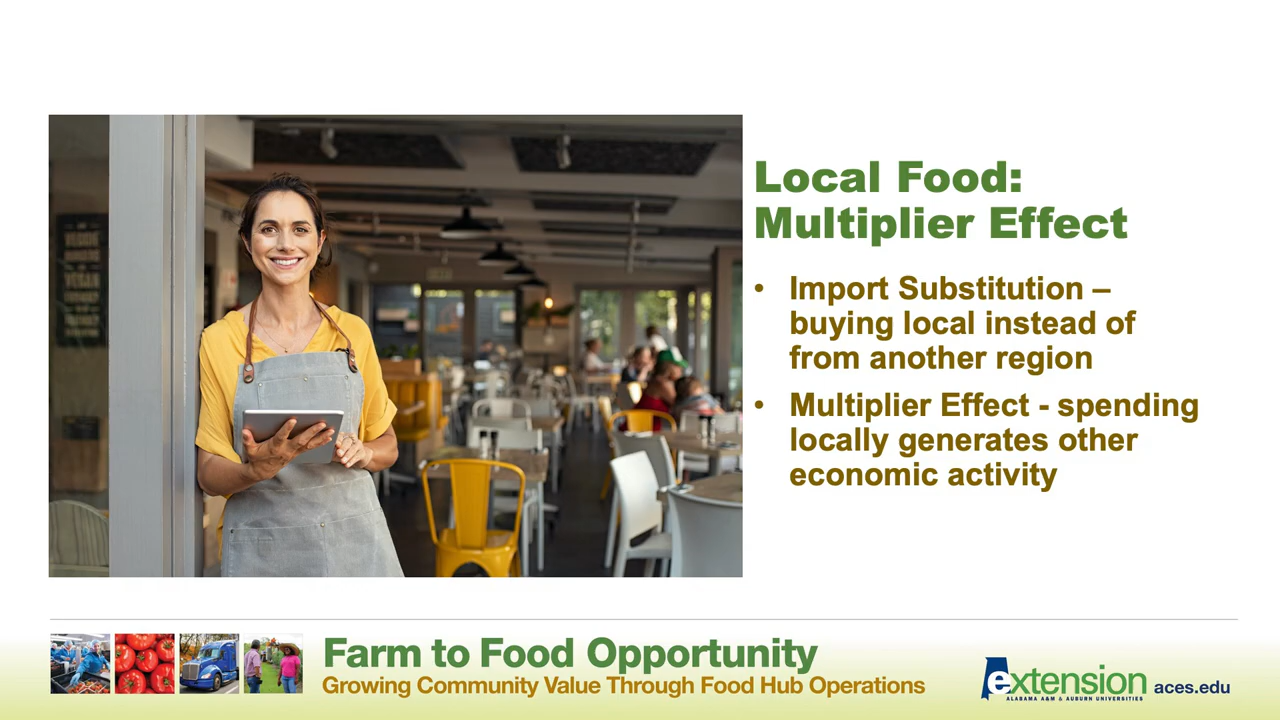 Local Food:
Multiplier Effect
• Import Substitution –
buying local instead of
from another region
• Multiplier Effect - spending
locally generates other
economic activity
Farm to Food Opportunity
Growing Community Value Through Food Hub Operations
extension
ALABAMA A&M & AUBURN UNIVERSITIES
aces.edu